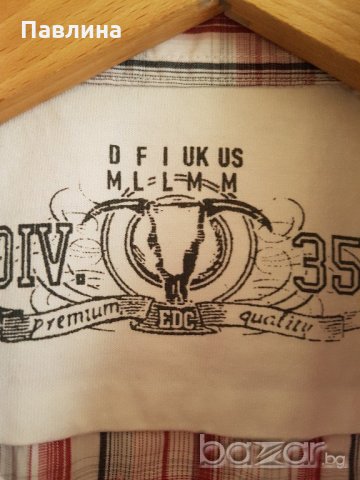 Павлина
D F I UK US
M L L M M
DIV. 35
premium EDC quality
bazar.bg